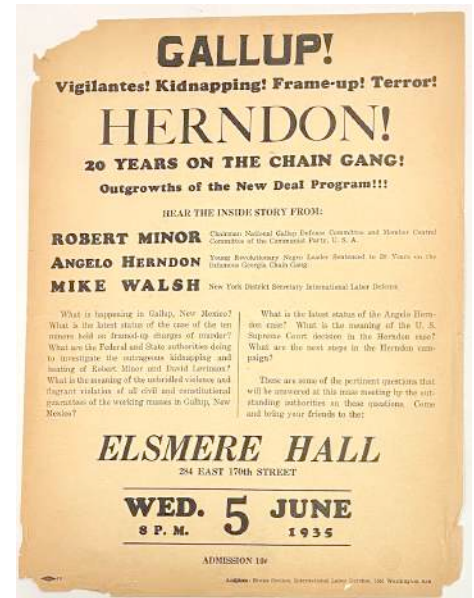 GALLUP!
Vigilantes! Kidnapping! Frame-up! Terror!
HERNDON!
20 YEARS ON THE CHAIN GANG!
Outgrowths of the New Deal Program!!!
HEAR THE INSIDE STORY FROM:
ROBERT MINOR Chairman National Gallup Defense Committee and Member Central
Committee of the Communist Party, U. S. A.
ANGELO HERNDON Young Revolutionary Negro Leader Sentenced to 20 Years on the
Infamous Georgia Chain Gang
MIKE WALSH New York District Secretary International Labor Defense
What is happening in Gallup, New Mexico?
What is the latest status of the case of the ten
miners held on framed-up charges of murder?
What are the Federal and State authorities doing
to investigate the outrageous kidnapping and
beating of Robert Minor and David Levinson?
What is the meaning of the unbridled violence and
flagrant violation of all civil and constitutional
guarantees of the working masses in Gallup, New
Mexico?
What is the latest status of the Angelo Hern-
don case? What is the meaning of the U. S.
Supreme Court decision in the Herndon case?
What are the next steps in the Herndon cam-
paign?
These are some of the pertinent questions that
will be answered at this mass meeting by the out-
standing authorities on these questions. Come
and bring your friends to the:
ELSMERE HALL
284 EAST 170th STREET
WED. 5 JUNE
8 P. M. 1935
ADMISSION 10¢
Auspices: Bronx Section, International Labor Defense, Washington Ave